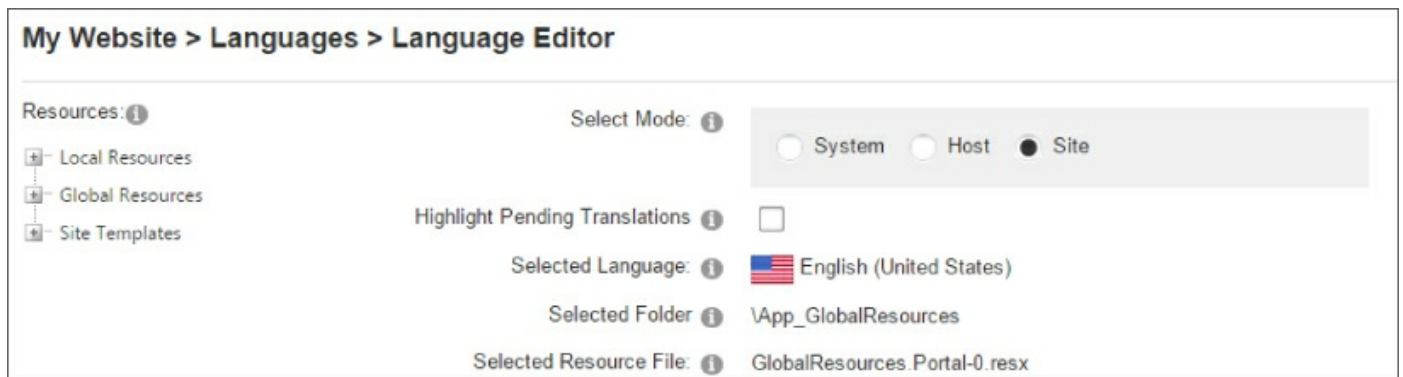 My Website > Languages > Language Editor
Resources:
Local Resources
Global Resources
Site Templates
Select Mode:
System Host Site
Highlight Pending Translations
Selected Language:
English (United States)
Selected Folder
\App_GlobalResources
Selected Resource File:
GlobalResources.Portal-0.resx